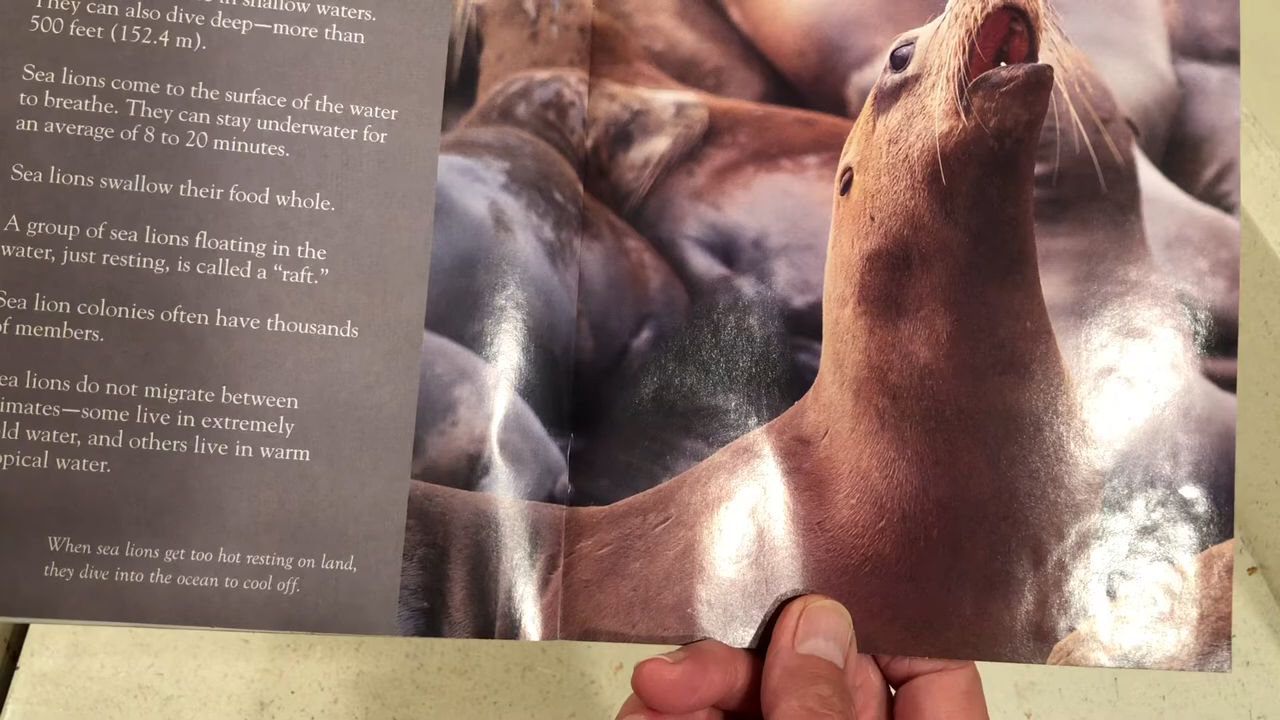 in shallow waters.
They can also dive deep—more than
500 feet (152.4 m).
Sea lions come to the surface of the water
to breathe. They can stay underwater for
an average of 8 to 20 minutes.
Sea lions swallow their food whole.
A group of sea lions floating in the
water, just resting, is called a “raft.”
Sea lion colonies often have thousands
of members.
ea lions do not migrate between
imates—some live in extremely
ld water, and others live in warm
opical water.
When sea lions get too hot resting on land,
they dive into the ocean to cool off.